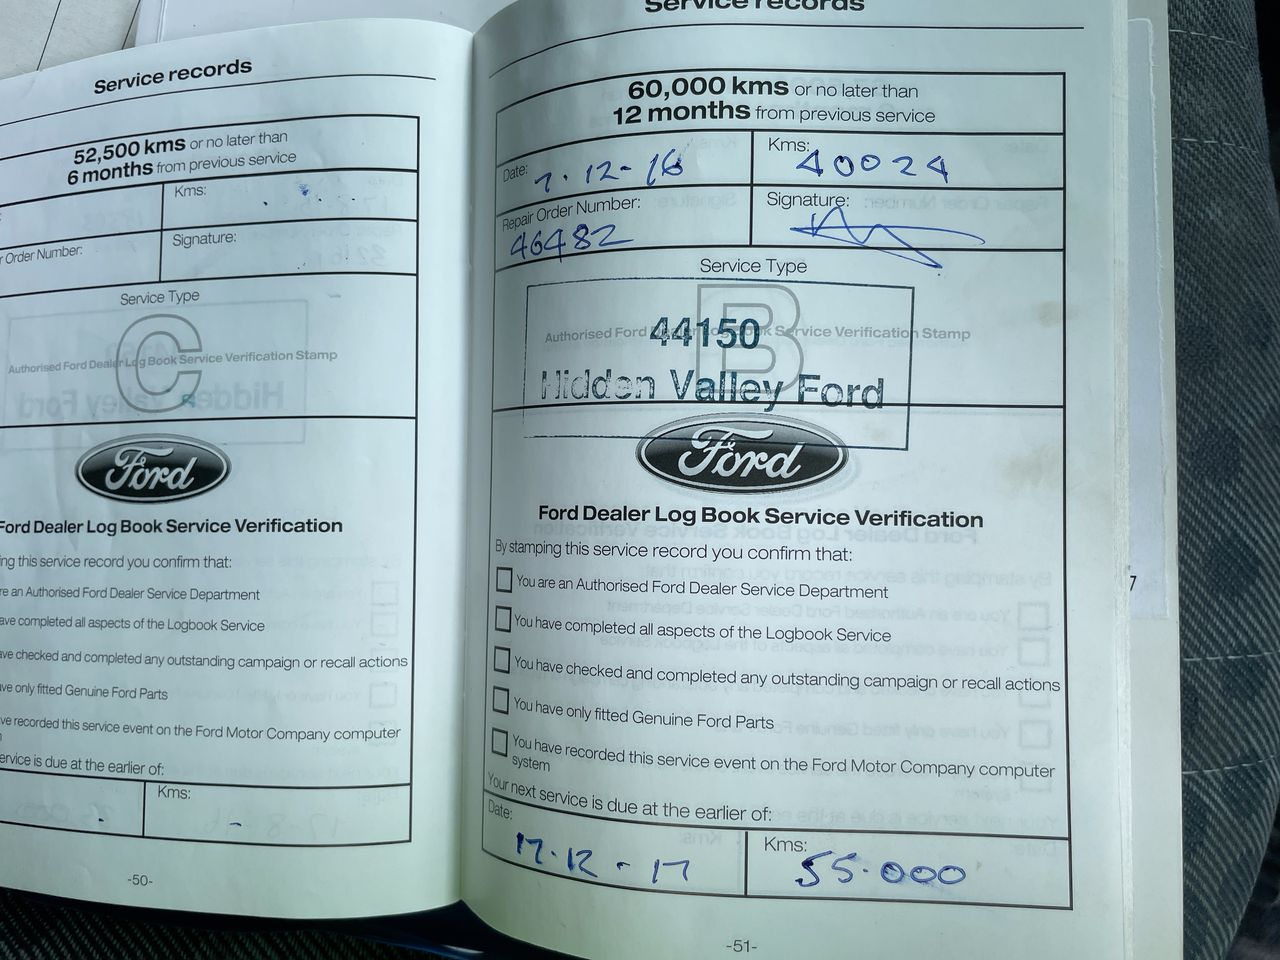 Service records
52,500 kms or no later than
6 months from previous service
Kms:
Order Number:
Signature:
Service Type
C
Authorised Ford Dealer Log Book Service Verification Stamp
Ford
Ford Dealer Log Book Service Verification
ing this service record you confirm that:
re an Authorised Ford Dealer Service Department
ave completed all aspects of the Logbook Service
ave checked and completed any outstanding campaign or recall actions
ave only fitted Genuine Ford Parts
ve recorded this service event on the Ford Motor Company computer
ervice is due at the earlier of:
Kms:
-50-
Service records
60,000 kms or no later than
12 months from previous service
Date: 7.12-16
Kms: 40024
Repair Order Number: 46482
Signature:
Service Type
B
Authorised Ford Dealer Log Book Service Verification Stamp
44150
Hidden Valley Ford
Ford
Ford Dealer Log Book Service Verification
By stamping this service record you confirm that:
You are an Authorised Ford Dealer Service Department
You have completed all aspects of the Logbook Service
You have checked and completed any outstanding campaign or recall actions
You have only fitted Genuine Ford Parts
You have recorded this service event on the Ford Motor Company computer
system
Your next service is due at the earlier of:
Date: 17.12-17
Kms: 55.000
-51-
7